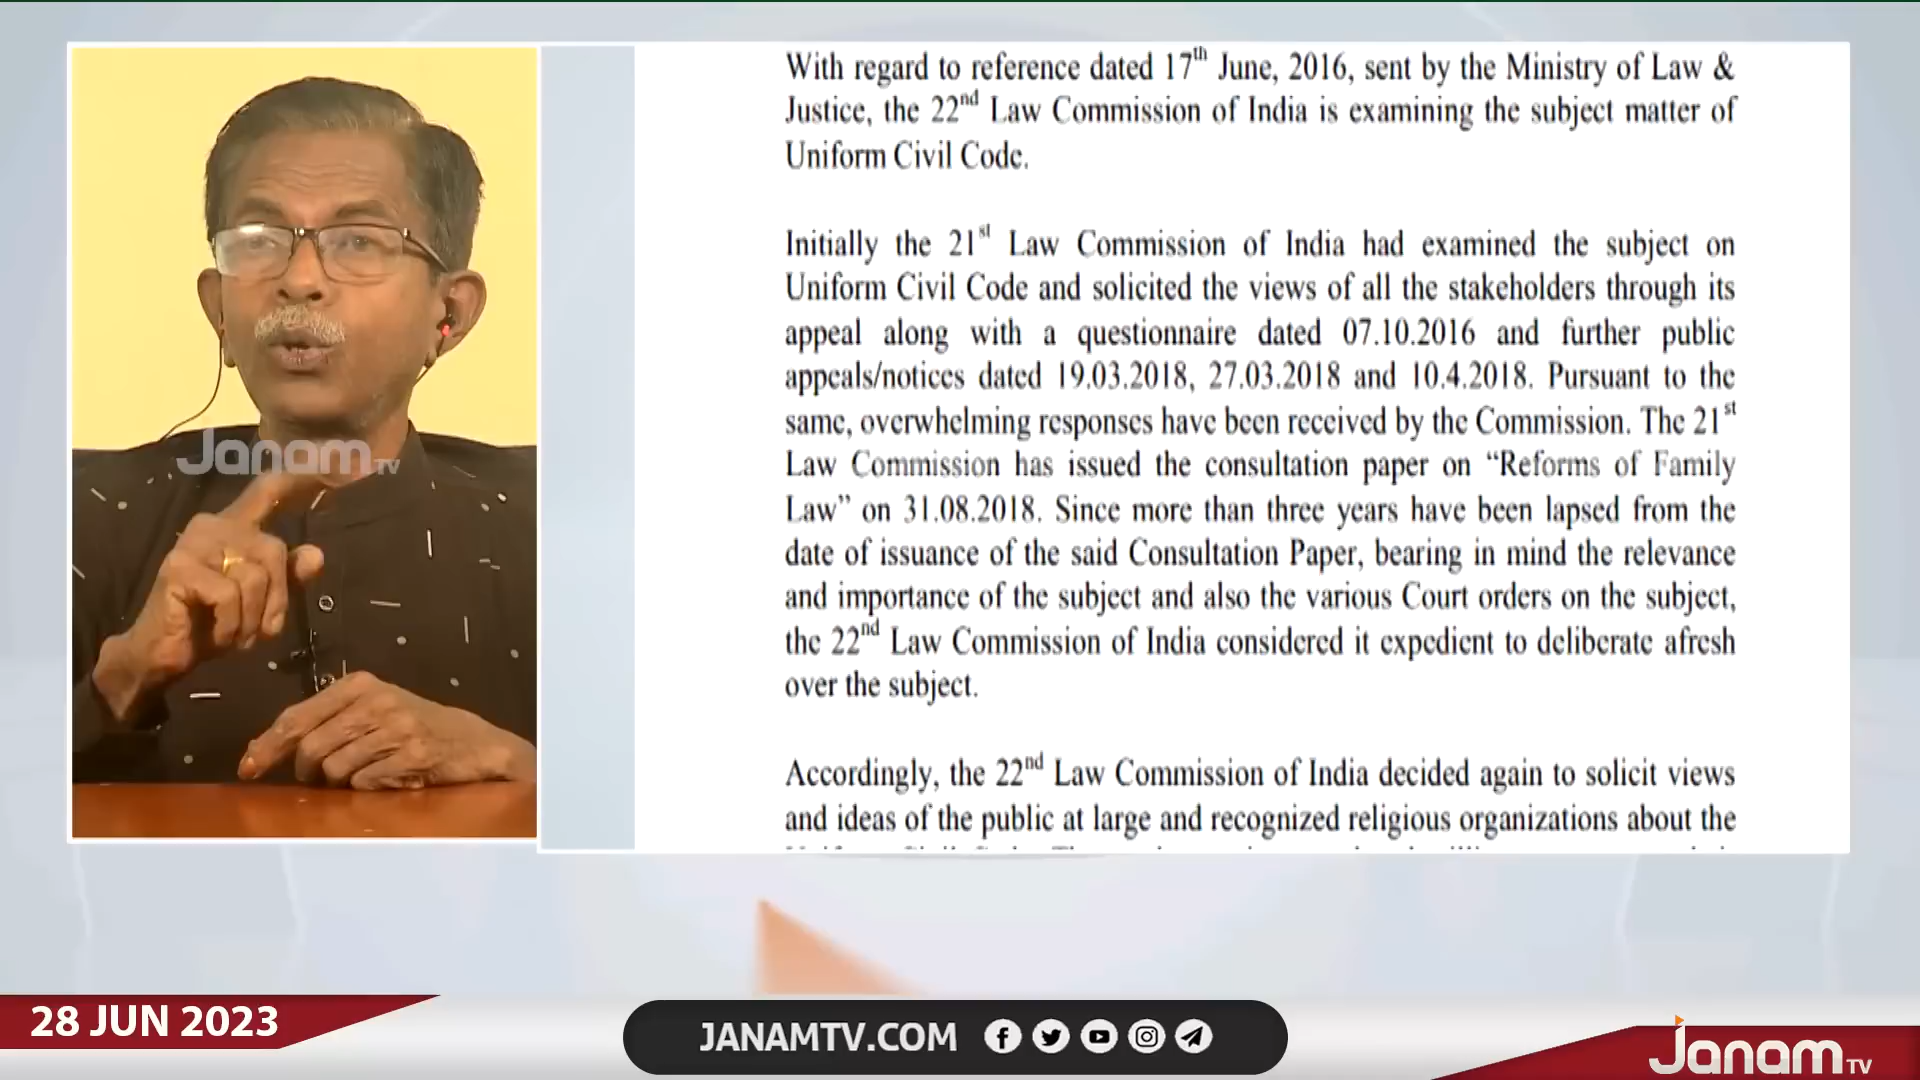 With regard to reference dated 17th June, 2016, sent by the Ministry of Law &
Justice, the 22nd Law Commission of India is examining the subject matter of
Uniform Civil Code.
Initially the 21st Law Commission of India had examined the subject on
Uniform Civil Code and solicited the views of all the stakeholders through its
appeal along with a questionnaire dated 07.10.2016 and further public
appeals/notices dated 19.03.2018, 27.03.2018 and 10.4.2018. Pursuant to the
same, overwhelming responses have been received by the Commission. The 21st
Law Commission has issued the consultation paper on “Reforms of Family
Law” on 31.08.2018. Since more than three years have been lapsed from the
date of issuance of the said Consultation Paper, bearing in mind the relevance
and importance of the subject and also the various Court orders on the subject,
the 22nd Law Commission of India considered it expedient to deliberate afresh
over the subject.
Accordingly, the 22nd Law Commission of India decided again to solicit views
and ideas of the public at large and recognized religious organizations about the
Janam TV
28 JUN 2023
JANAMTV.COM
Janam TV